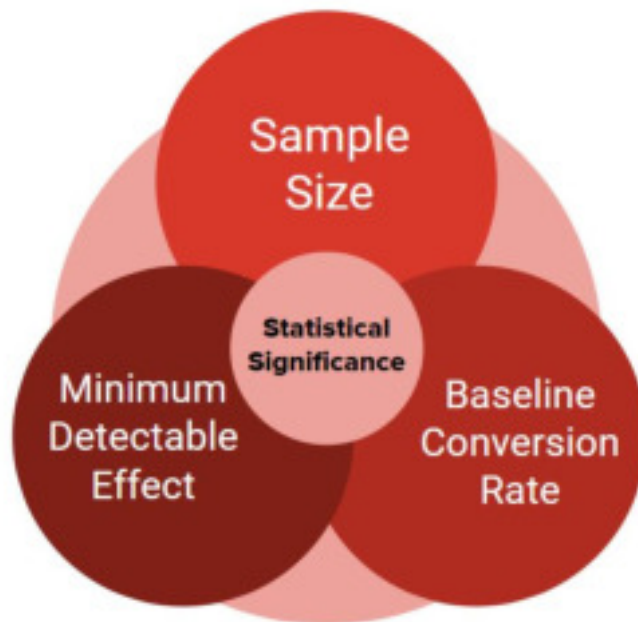 Sample
Size
Statistical
Significance
Minimum
Detectable
Effect
Baseline
Conversion
Rate